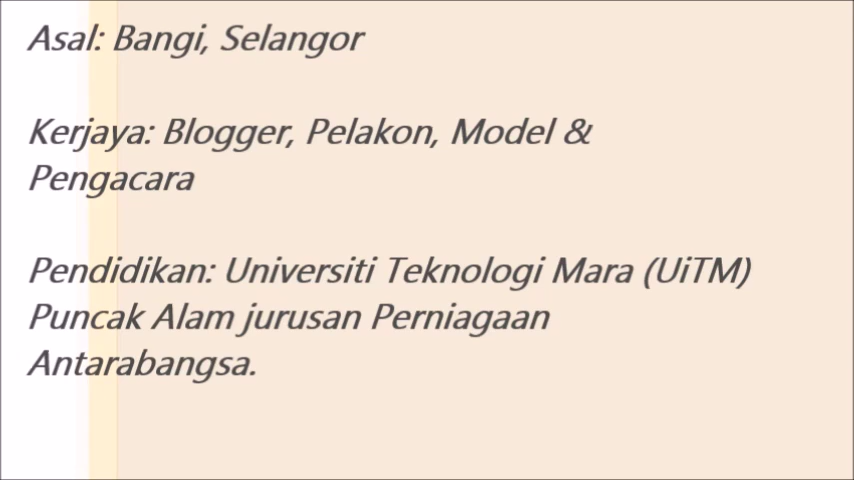 Asal: Bangi, Selangor
Kerjaya: Blogger, Pelakon, Model &
Pengacara
Pendidikan: Universiti Teknologi Mara (UiTM)
Puncak Alam jurusan Perniagaan
Antarabangsa.